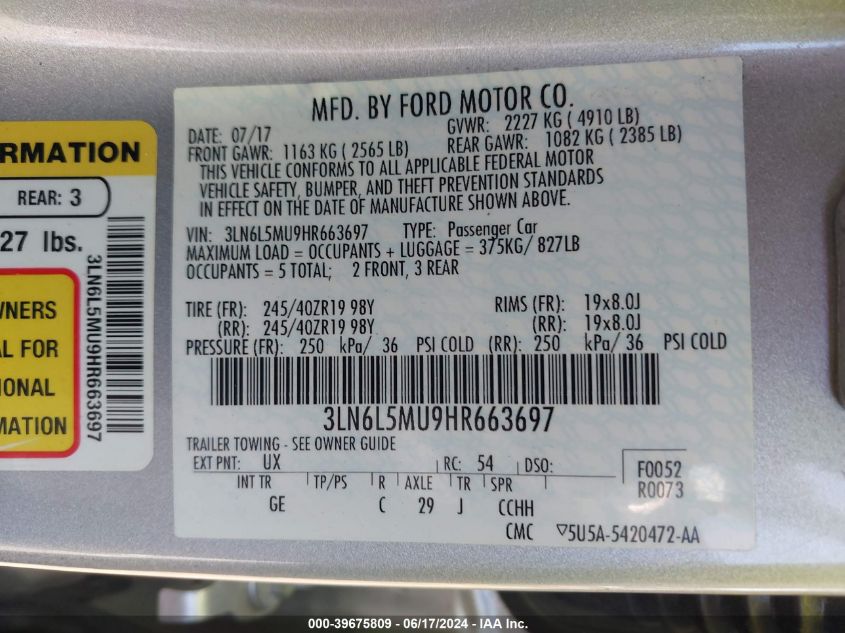 RMATION
REAR: 3
27 lbs.
WNERS
AL FOR
IONAL
MATION
3LN6L5MU9HR663697
MFD. BY FORD MOTOR CO.
DATE: 07/17 GVWR: 2227 KG ( 4910 LB)
FRONT GAWR: 1163 KG ( 2565 LB) REAR GAWR: 1082 KG ( 2385 LB)
THIS VEHICLE CONFORMS TO ALL APPLICABLE FEDERAL MOTOR
VEHICLE SAFETY, BUMPER, AND THEFT PREVENTION STANDARDS
IN EFFECT ON THE DATE OF MANUFACTURE SHOWN ABOVE.
VIN: 3LN6L5MU9HR663697 TYPE: Passenger Car
MAXIMUM LOAD = OCCUPANTS + LUGGAGE = 375KG/ 827LB
OCCUPANTS = 5 TOTAL; 2 FRONT, 3 REAR
TIRE (FR): 245/40ZR19 98Y RIMS (FR): 19x8.0J
(RR): 245/40ZR19 98Y (RR): 19x8.0J
PRESSURE (FR): 250 kPa/ 36 PSI COLD (RR): 250 kPa/ 36 PSI COLD
3LN6L5MU9HR663697
TRAILER TOWING - SEE OWNER GUIDE
EXT PNT: UX RC: 54 DSO:
INT TR TP/PS R AXLE TR SPR
GE C 29 J CCHH
F0052
R0073
CMC ▽5U5A-5420472-AA
000-39675809 - 06/17/2024 - IAA Inc.